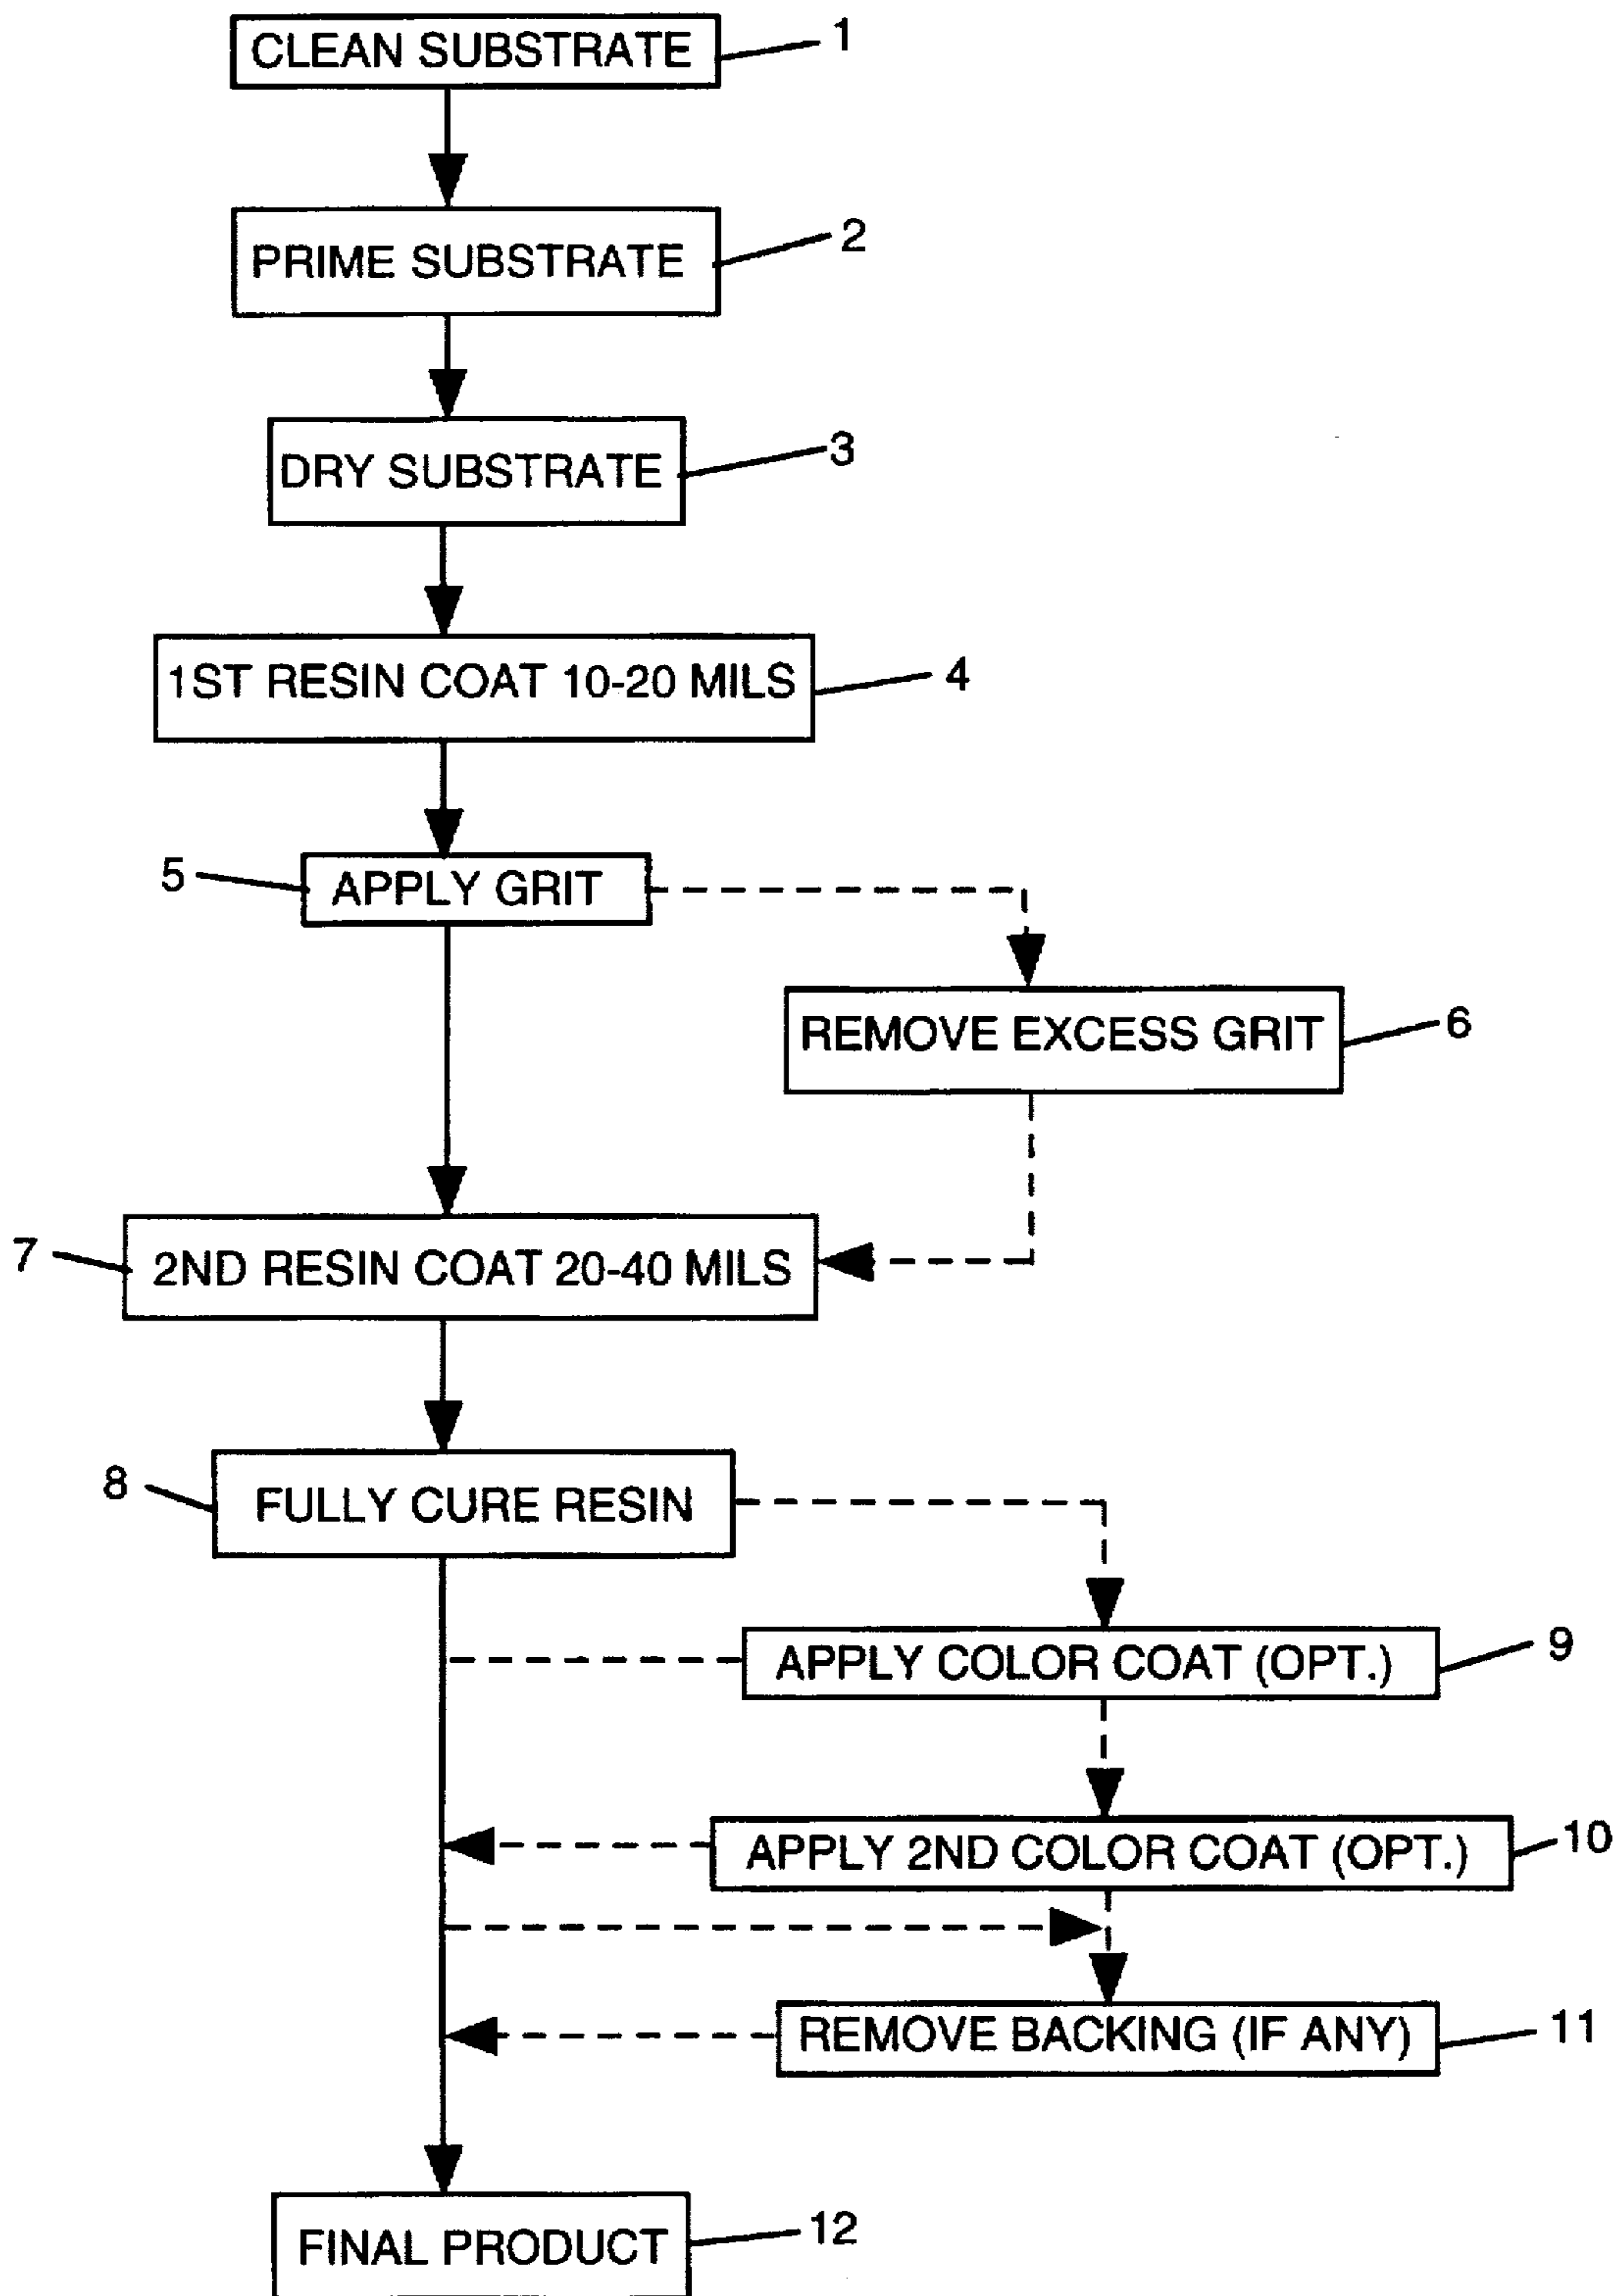 CLEAN SUBSTRATE
1
PRIME SUBSTRATE
2
DRY SUBSTRATE
3
1ST RESIN COAT 10-20 MILS
4
5
APPLY GRIT
REMOVE EXCESS GRIT
6
7
2ND RESIN COAT 20-40 MILS
8
FULLY CURE RESIN
APPLY COLOR COAT (OPT.)
9
APPLY 2ND COLOR COAT (OPT.)
10
REMOVE BACKING (IF ANY)
11
FINAL PRODUCT
12